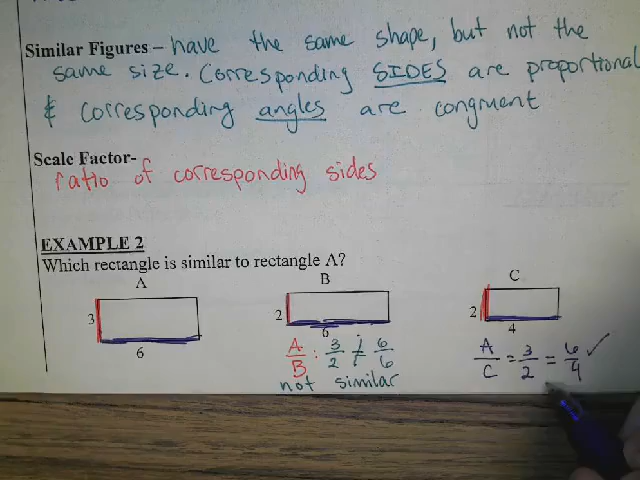 Similar Figures – have the same shape, but not the
same size. Corresponding SIDES are proportional
& corresponding angles are congruent
Scale Factor-
ratio of corresponding sides
EXAMPLE 2
Which rectangle is similar to rectangle A?
A B C
3 2 2
6 6 4
A/B : 3/2 ≠ 6/6
not similar
A/C = 3/2 = 6/4 ✓